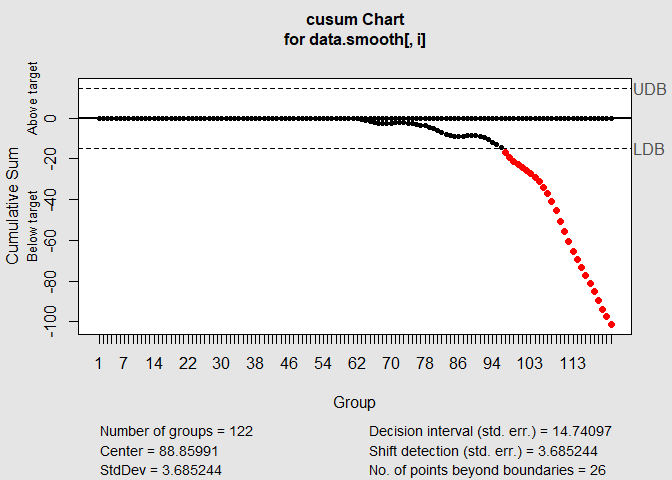 cusum Chart
for data.smooth[, i]
Cumulative Sum
Above target
Below target
0
-20
-40
-60
-80
-100
UDB
LDB
1 7 14 22 30 38 46 54 62 70 78 86 94 103 113
Group
Number of groups = 122
Center = 88.85991
StdDev = 3.685244
Decision interval (std. err.) = 14.74097
Shift detection (std. err.) = 3.685244
No. of points beyond boundaries = 26